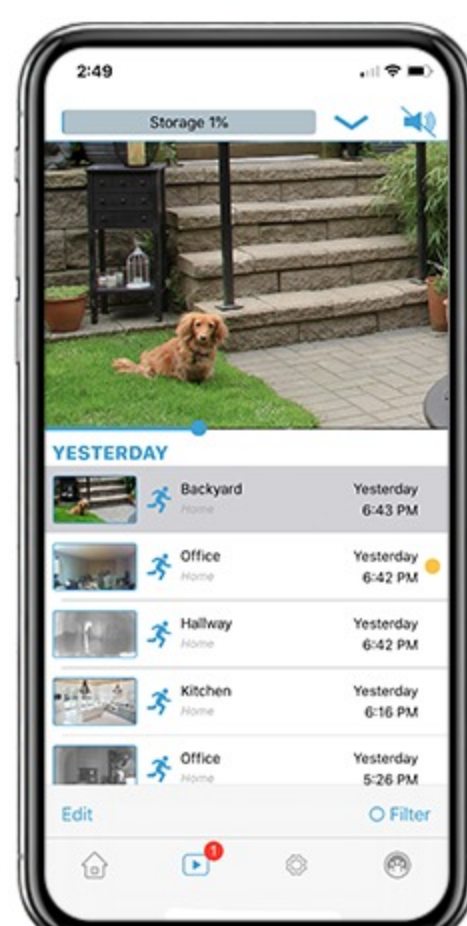 2:49
Storage 1%
YESTERDAY
Backyard Yesterday
Home 6:43 PM
Office Yesterday
Home 6:42 PM
Hallway Yesterday
Home 6:42 PM
Kitchen Yesterday
Home 6:16 PM
Office Yesterday
Home 5:26 PM
Edit Filter
1